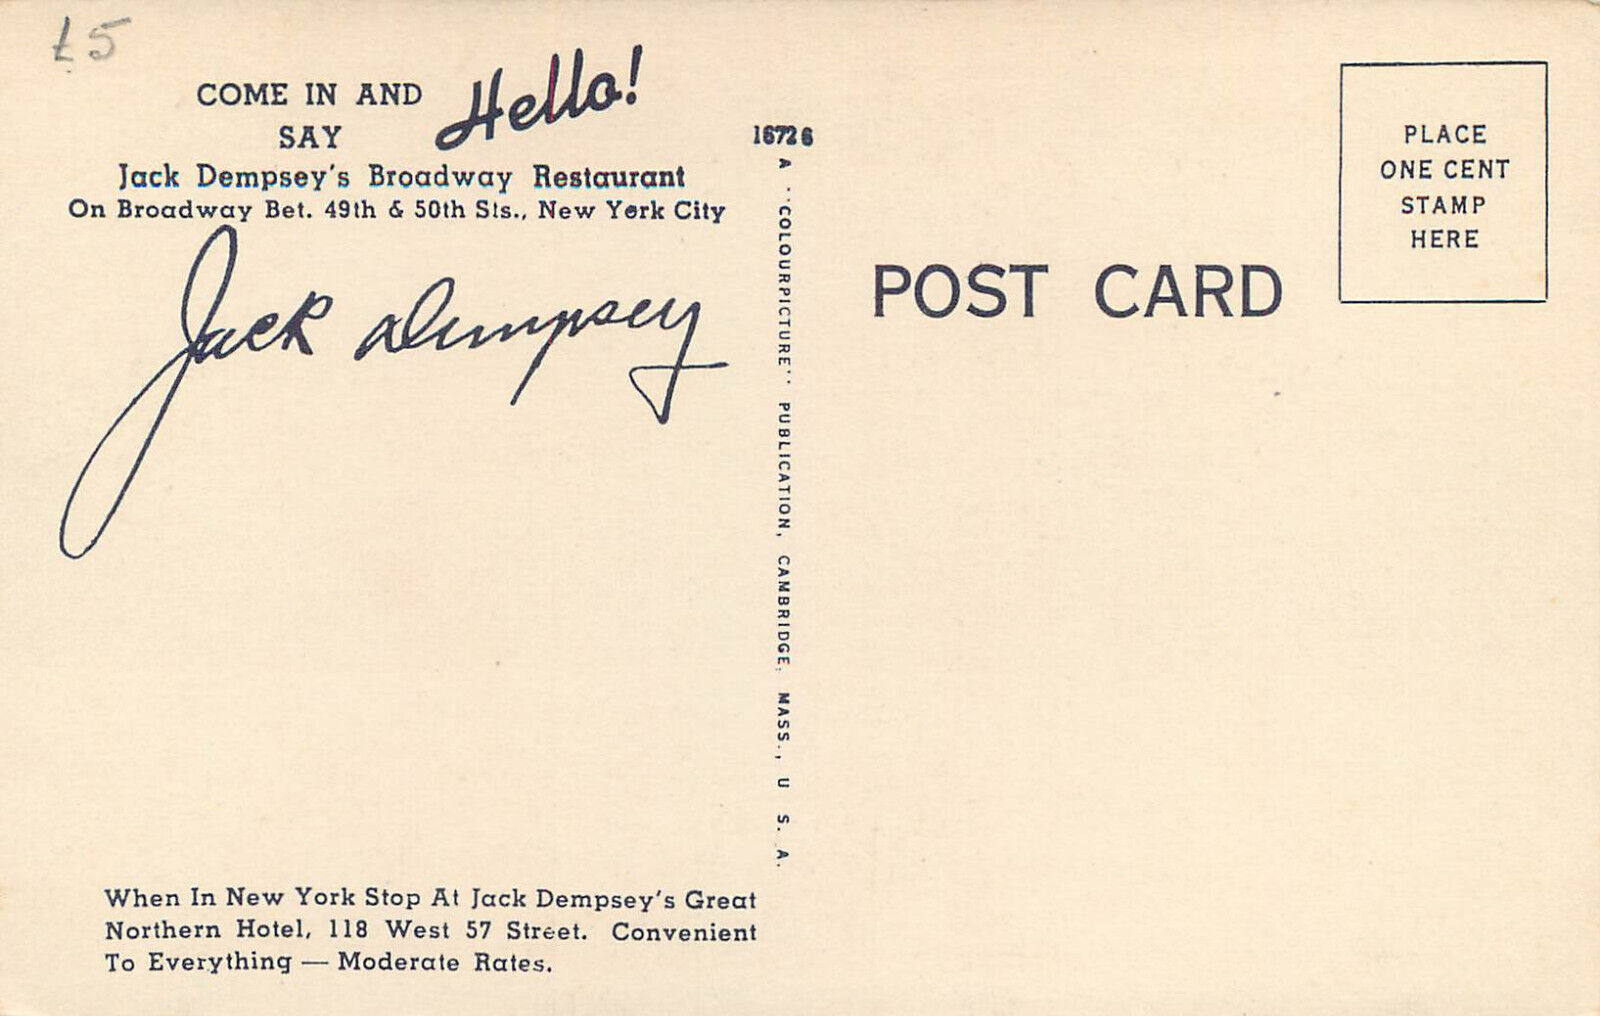 £5
COME IN AND
SAY Hello!
Jack Dempsey's Broadway Restaurant
On Broadway Bet. 49th & 50th Sts., New York City
Jack Dempsey
When In New York Stop At Jack Dempsey's Great
Northern Hotel, 118 West 57 Street. Convenient
To Everything — Moderate Rates.
16726
A "COLOURPICTURE" PUBLICATION, CAMBRIDGE, MASS., U. S. A.
POST CARD
PLACE
ONE CENT
STAMP
HERE